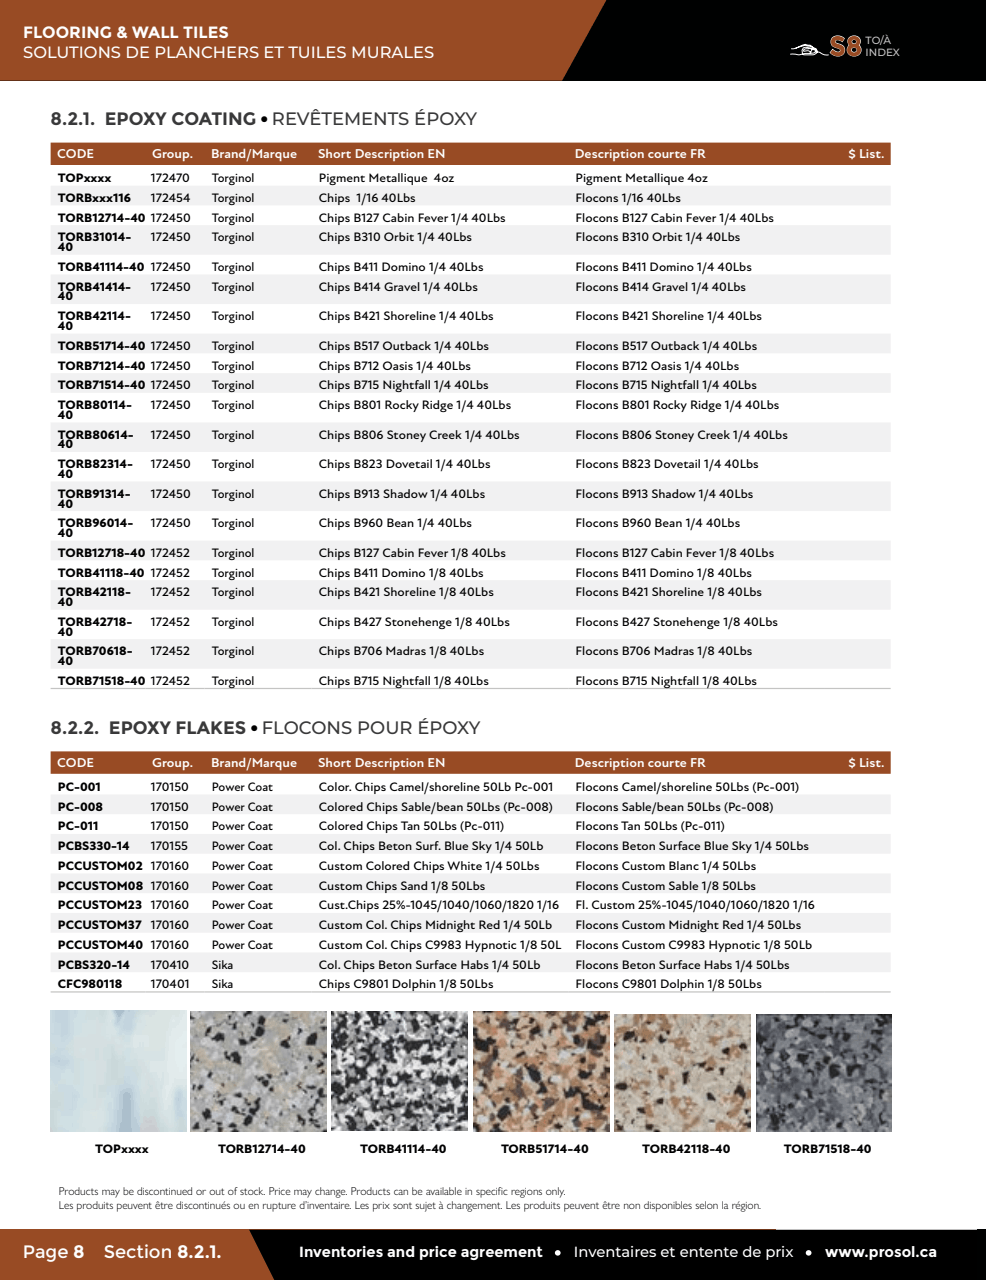 FLOORING & WALL TILES
SOLUTIONS DE PLANCHERS ET TUILES MURALES
S8 TO/À
INDEX
8.2.1. EPOXY COATING • REVÊTEMENTS ÉPOXY
CODE Group. Brand/Marque Short Description EN Description courte FR $ List.
TOPxxxx 172470 Torginol Pigment Metallique 4oz Pigment Metallique 4oz
TORBxxx116 172454 Torginol Chips 1/16 40Lbs Flocons 1/16 40Lbs
TORB12714-40 172450 Torginol Chips B127 Cabin Fever 1/4 40Lbs Flocons B127 Cabin Fever 1/4 40Lbs
TORB31014- 172450 Torginol Chips B310 Orbit 1/4 40Lbs Flocons B310 Orbit 1/4 40Lbs
40
TORB41114-40 172450 Torginol Chips B411 Domino 1/4 40Lbs Flocons B411 Domino 1/4 40Lbs
TORB41414- 172450 Torginol Chips B414 Gravel 1/4 40Lbs Flocons B414 Gravel 1/4 40Lbs
40
TORB42114- 172450 Torginol Chips B421 Shoreline 1/4 40Lbs Flocons B421 Shoreline 1/4 40Lbs
40
TORB51714-40 172450 Torginol Chips B517 Outback 1/4 40Lbs Flocons B517 Outback 1/4 40Lbs
TORB71214-40 172450 Torginol Chips B712 Oasis 1/4 40Lbs Flocons B712 Oasis 1/4 40Lbs
TORB71514-40 172450 Torginol Chips B715 Nightfall 1/4 40Lbs Flocons B715 Nightfall 1/4 40Lbs
TORB80114- 172450 Torginol Chips B801 Rocky Ridge 1/4 40Lbs Flocons B801 Rocky Ridge 1/4 40Lbs
40
TORB80614- 172450 Torginol Chips B806 Stoney Creek 1/4 40Lbs Flocons B806 Stoney Creek 1/4 40Lbs
40
TORB82314- 172450 Torginol Chips B823 Dovetail 1/4 40Lbs Flocons B823 Dovetail 1/4 40Lbs
40
TORB91314- 172450 Torginol Chips B913 Shadow 1/4 40Lbs Flocons B913 Shadow 1/4 40Lbs
40
TORB96014- 172450 Torginol Chips B960 Bean 1/4 40Lbs Flocons B960 Bean 1/4 40Lbs
40
TORB12718-40 172452 Torginol Chips B127 Cabin Fever 1/8 40Lbs Flocons B127 Cabin Fever 1/8 40Lbs
TORB41118-40 172452 Torginol Chips B411 Domino 1/8 40Lbs Flocons B411 Domino 1/8 40Lbs
TORB42118- 172452 Torginol Chips B421 Shoreline 1/8 40Lbs Flocons B421 Shoreline 1/8 40Lbs
40
TORB42718- 172452 Torginol Chips B427 Stonehenge 1/8 40Lbs Flocons B427 Stonehenge 1/8 40Lbs
40
TORB70618- 172452 Torginol Chips B706 Madras 1/8 40Lbs Flocons B706 Madras 1/8 40Lbs
40
TORB71518-40 172452 Torginol Chips B715 Nightfall 1/8 40Lbs Flocons B715 Nightfall 1/8 40Lbs
8.2.2. EPOXY FLAKES • FLOCONS POUR ÉPOXY
CODE Group. Brand/Marque Short Description EN Description courte FR $ List.
PC-001 170150 Power Coat Color. Chips Camel/shoreline 50Lb Pc-001 Flocons Camel/shoreline 50Lbs (Pc-001)
PC-008 170150 Power Coat Colored Chips Sable/bean 50Lbs (Pc-008) Flocons Sable/bean 50Lbs (Pc-008)
PC-011 170150 Power Coat Colored Chips Tan 50Lbs (Pc-011) Flocons Tan 50Lbs (Pc-011)
PCBS330-14 170155 Power Coat Col. Chips Beton Surf. Blue Sky 1/4 50Lb Flocons Beton Surface Blue Sky 1/4 50Lbs
PCCUSTOM02 170160 Power Coat Custom Colored Chips White 1/4 50Lbs Flocons Custom Blanc 1/4 50Lbs
PCCUSTOM08 170160 Power Coat Custom Chips Sand 1/8 50Lbs Flocons Custom Sable 1/8 50Lbs
PCCUSTOM23 170160 Power Coat Cust.Chips 25%-1045/1040/1060/1820 1/16 Fl. Custom 25%-1045/1040/1060/1820 1/16
PCCUSTOM37 170160 Power Coat Custom Col. Chips Midnight Red 1/4 50Lb Flocons Custom Midnight Red 1/4 50Lbs
PCCUSTOM40 170160 Power Coat Custom Col. Chips C9983 Hypnotic 1/8 50L Flocons Custom C9983 Hypnotic 1/8 50Lb
PCBS320-14 170410 Sika Col. Chips Beton Surface Habs 1/4 50Lb Flocons Beton Surface Habs 1/4 50Lbs
CFC980118 170401 Sika Chips C9801 Dolphin 1/8 50Lbs Flocons C9801 Dolphin 1/8 50Lbs
TOPxxxx TORB12714-40 TORB41114-40 TORB51714-40 TORB42118-40 TORB71518-40
Products may be discontinued or out of stock. Price may change. Products can be available in specific regions only.
Les produits peuvent être discontinués ou en rupture d'inventaire. Les prix sont sujet à changement. Les produits peuvent être non disponibles selon la région.
Page 8 Section 8.2.1. Inventories and price agreement • Inventaires et entente de prix • www.prosol.ca